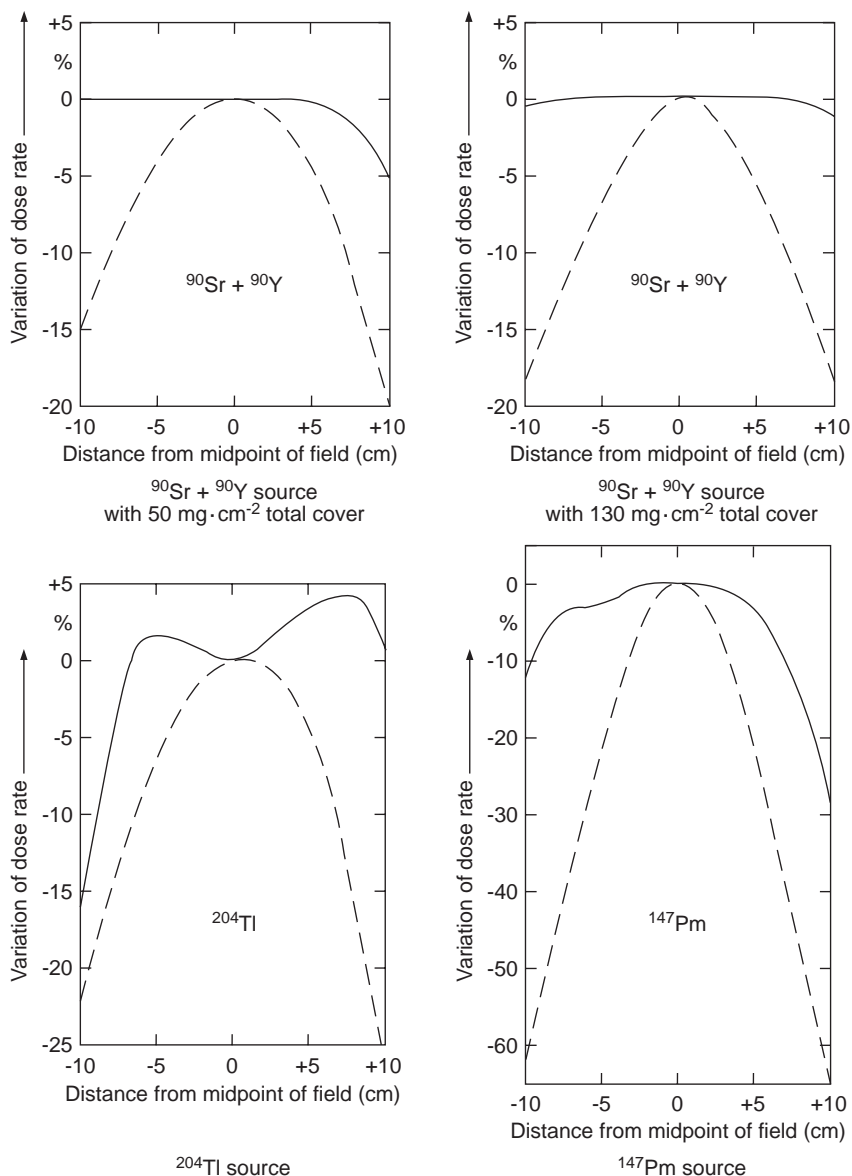 +5
%
0
-5
-10
-15
-20
Variation of dose rate
⁹⁰Sr + ⁹⁰Y
-10 -5 0 +5 +10
Distance from midpoint of field (cm)
⁹⁰Sr + ⁹⁰Y source
with 50 mg·cm⁻² total cover
+5
%
0
-5
-10
-15
-20
Variation of dose rate
⁹⁰Sr + ⁹⁰Y
-10 -5 0 +5 +10
Distance from midpoint of field (cm)
⁹⁰Sr + ⁹⁰Y source
with 130 mg·cm⁻² total cover
+5
%
0
-5
-10
-15
-20
-25
Variation of dose rate
²⁰⁴Tl
-10 -5 0 +5 +10
Distance from midpoint of field (cm)
²⁰⁴Tl source
0
%
-10
-20
-30
-40
-50
-60
Variation of dose rate
¹⁴⁷Pm
-10 -5 0 +5 +10
Distance from midpoint of field (cm)
¹⁴⁷Pm source